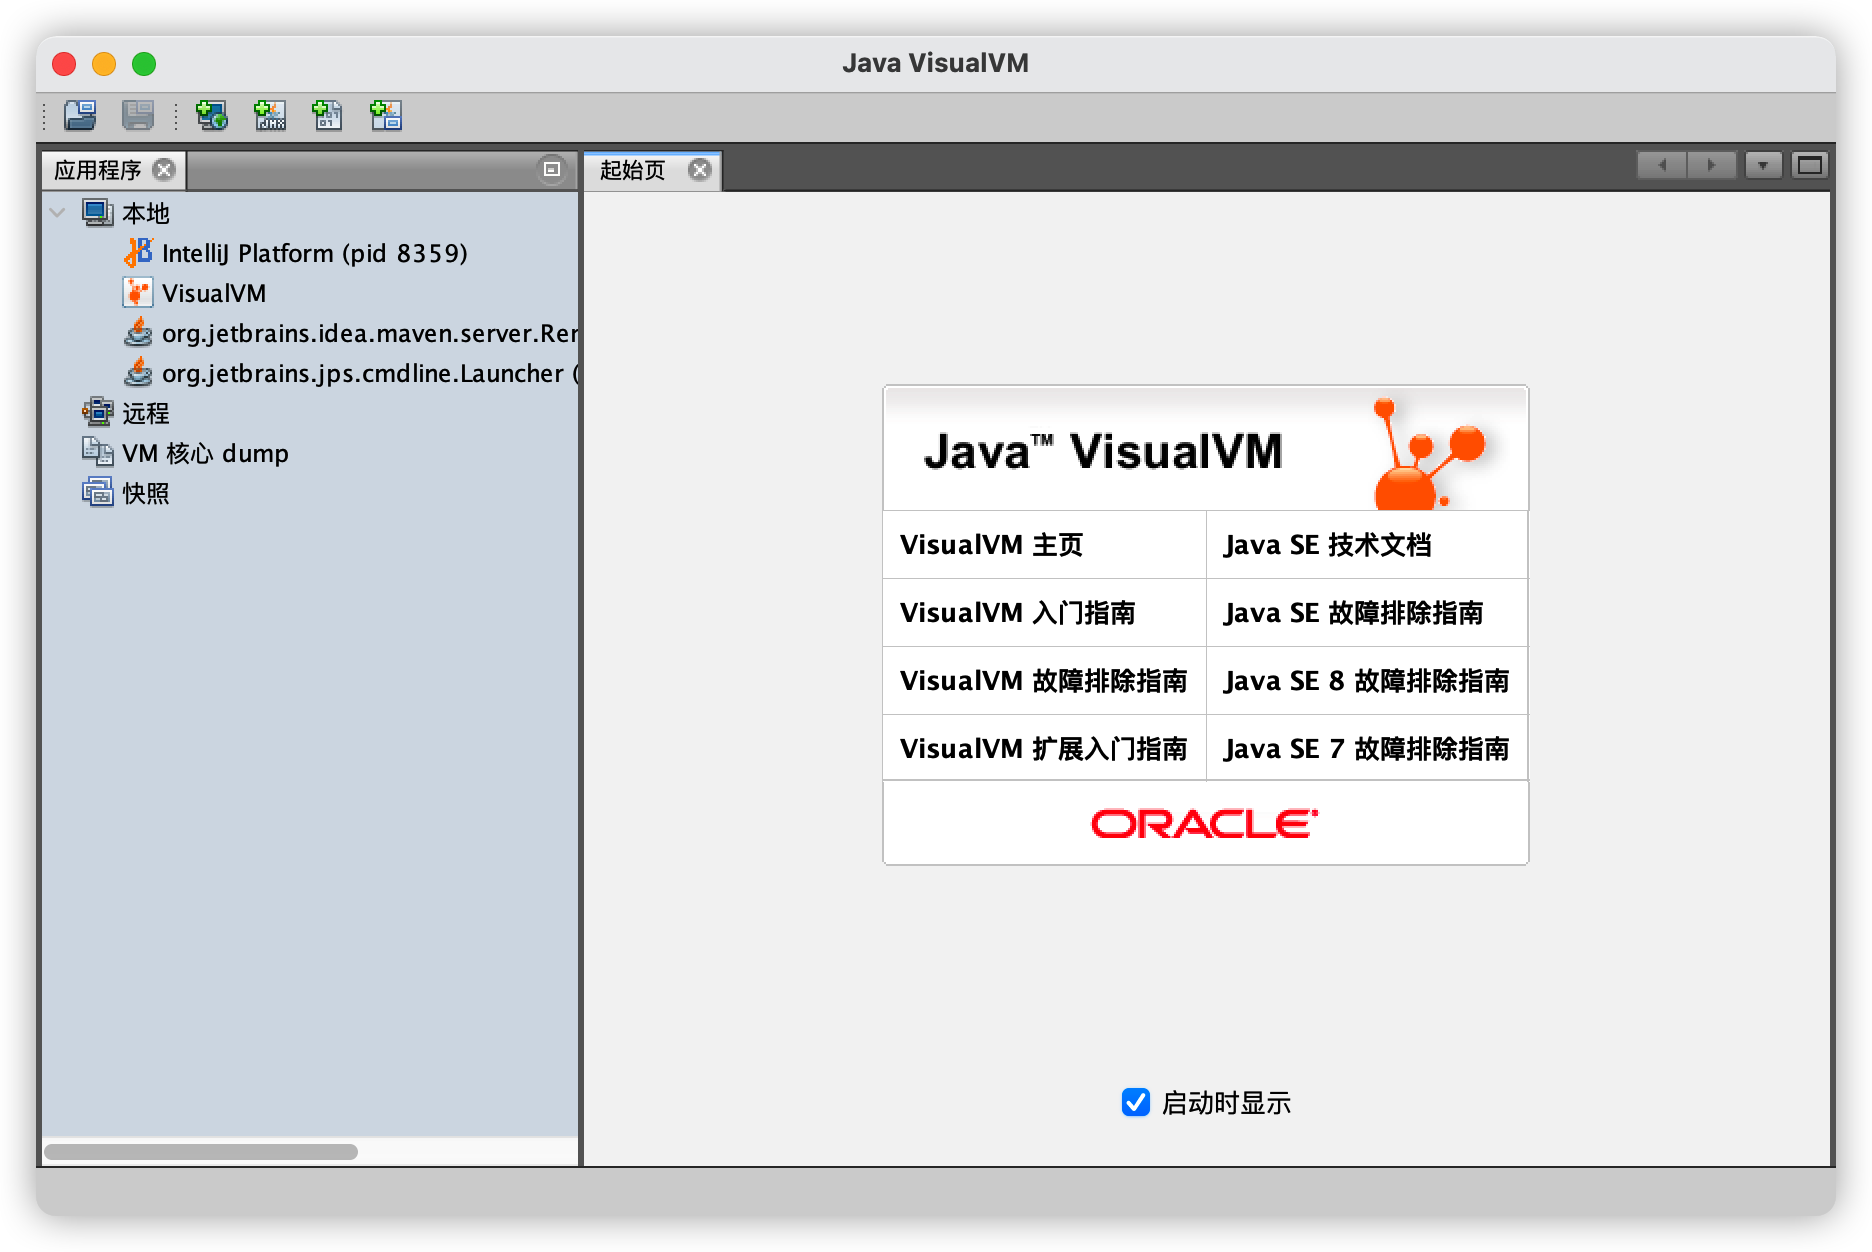 Java VisualVM
应用程序
起始页
本地
IntelliJ Platform (pid 8359)
VisualVM
org.jetbrains.idea.maven.server.Rer
org.jetbrains.jps.cmdline.Launcher (
远程
VM 核心 dump
快照
Java™ VisualVM
VisualVM 主页
Java SE 技术文档
VisualVM 入门指南
Java SE 故障排除指南
VisualVM 故障排除指南
Java SE 8 故障排除指南
VisualVM 扩展入门指南
Java SE 7 故障排除指南
ORACLE
启动时显示